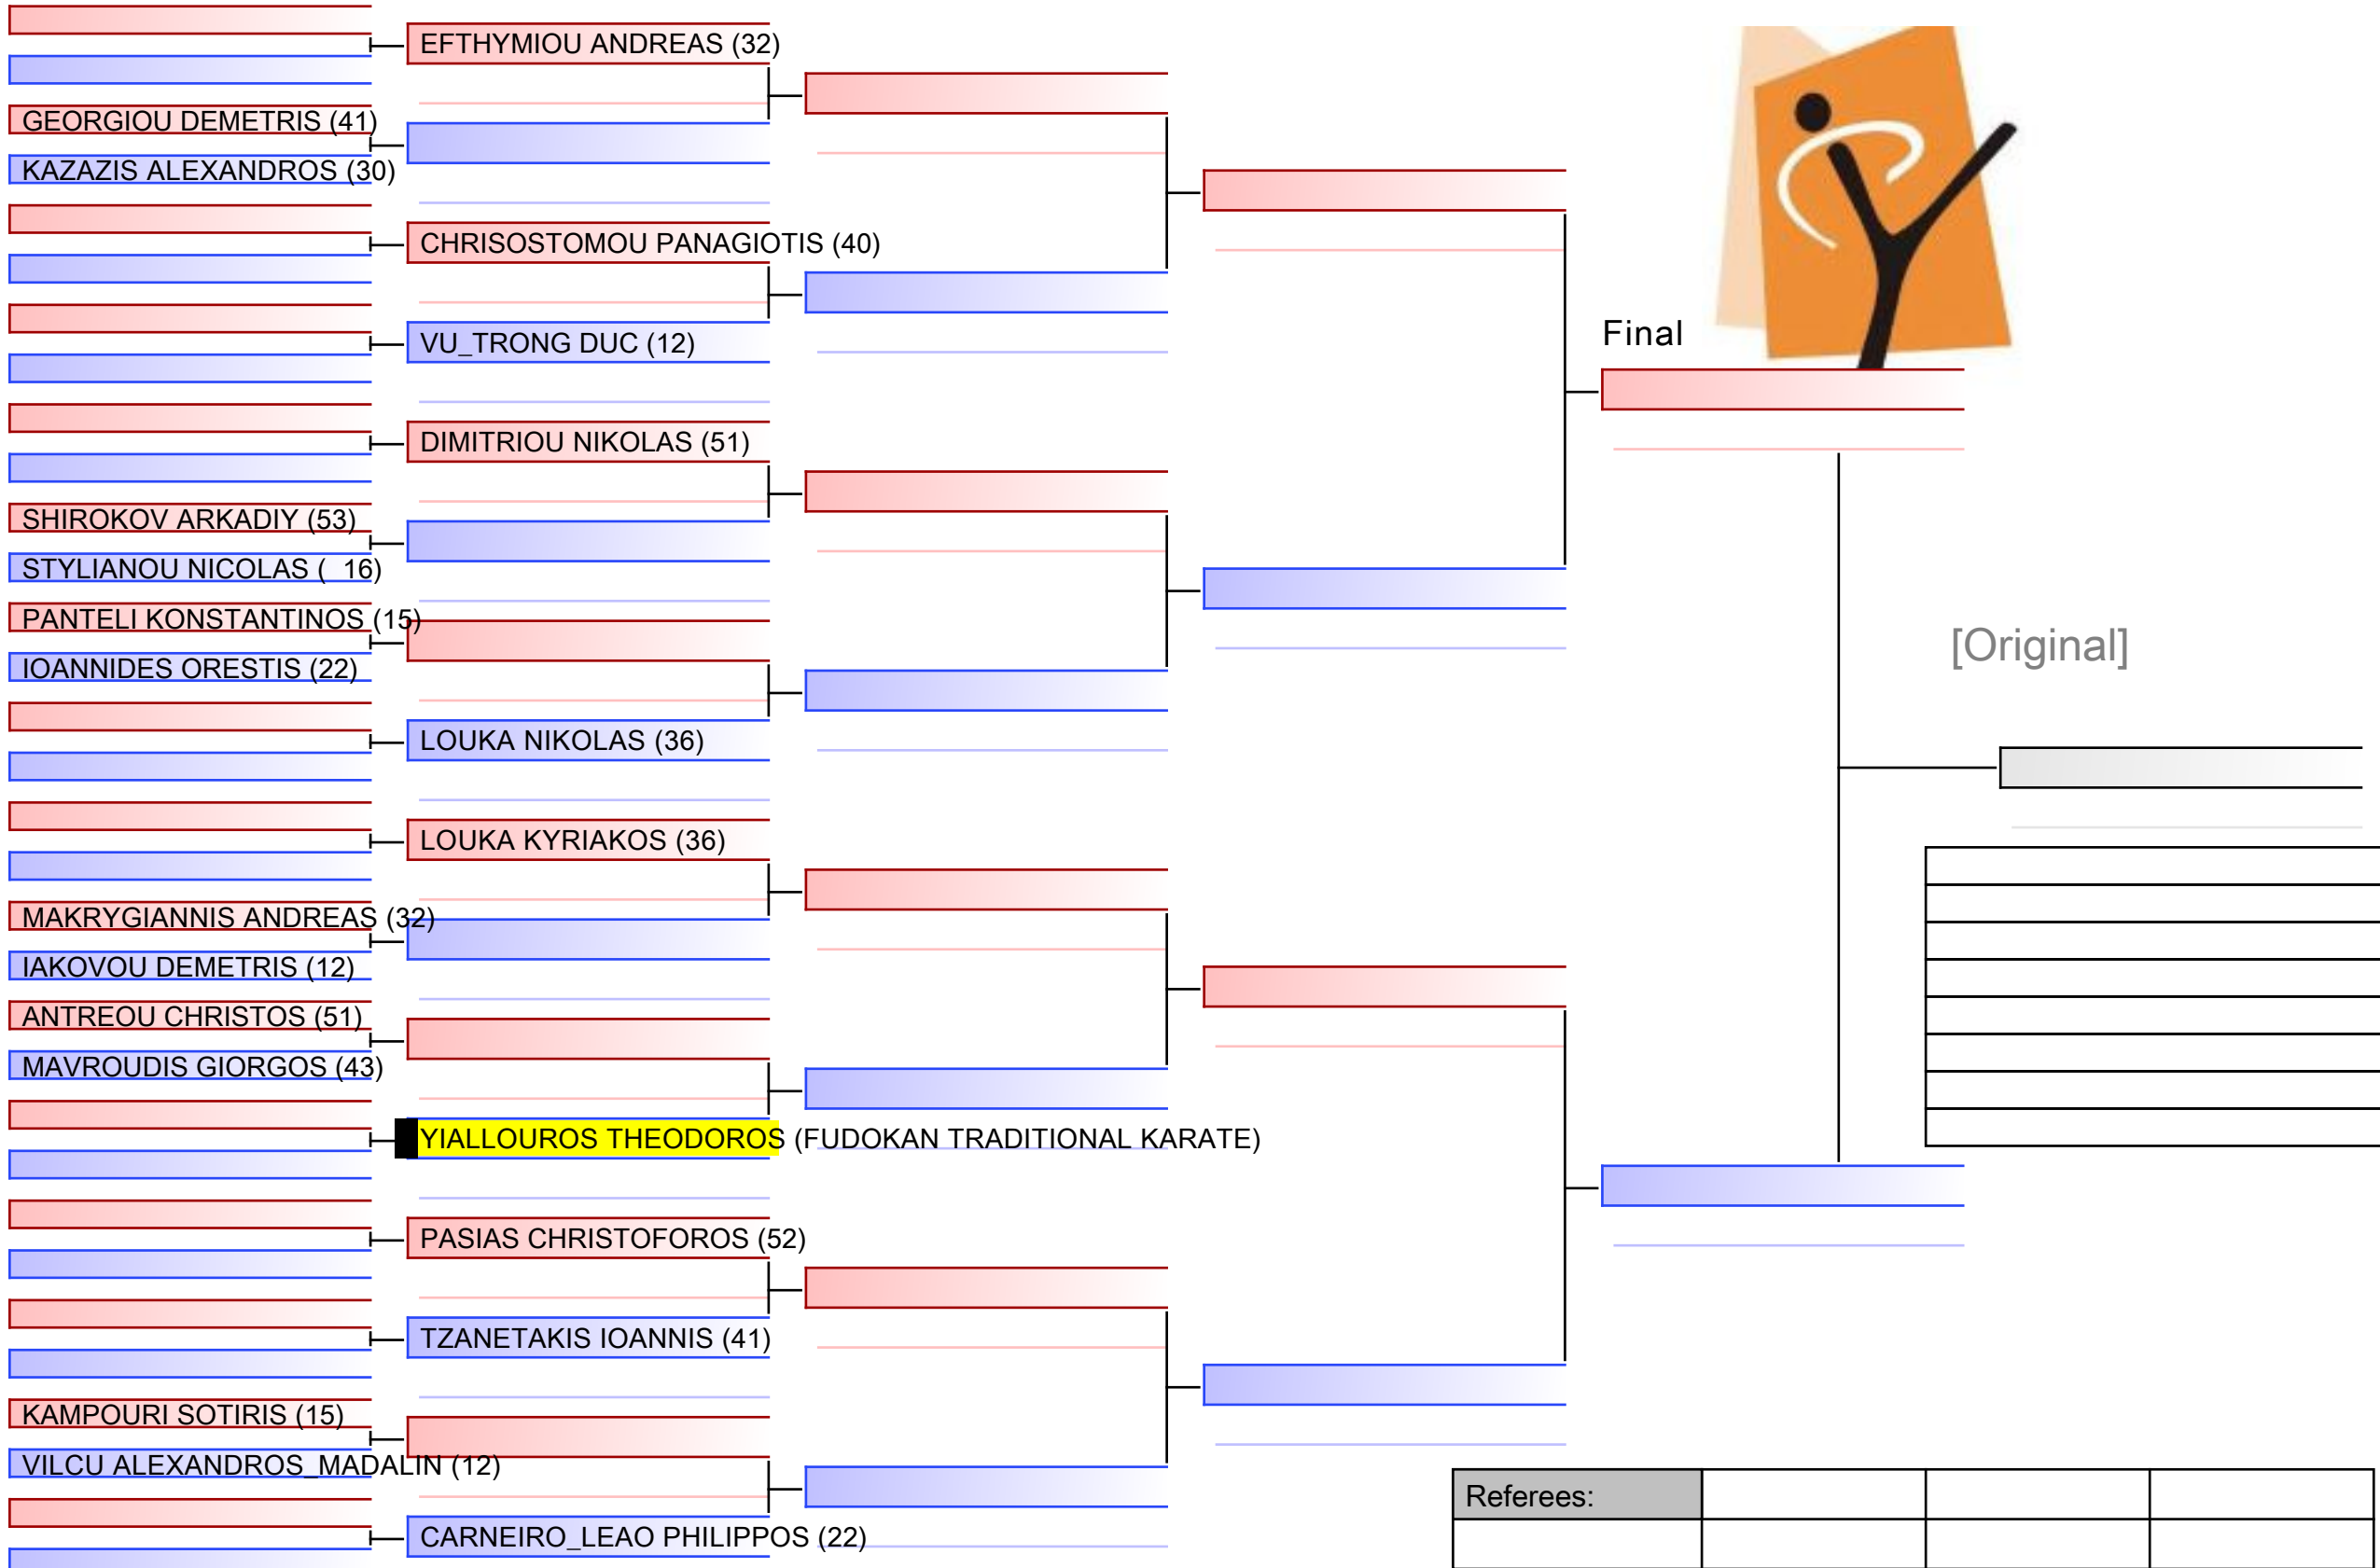 EFTHYMIOU ANDREAS (32)
GEORGIOU DEMETRIS (41)
KAZAZIS ALEXANDROS (30)
CHRISOSTOMOU PANAGIOTIS (40)
VU_TRONG DUC (12)
Final
DIMITRIOU NIKOLAS (51)
SHIROKOV ARKADIY (53)
STYLIANOU NICOLAS (  16)
PANTELI KONSTANTINOS (15)
IOANNIDES ORESTIS (22)
[Original]
LOUKA NIKOLAS (36)
LOUKA KYRIAKOS (36)
MAKRYGIANNIS ANDREAS (32)
IAKOVOU DEMETRIS (12)
ANTREOU CHRISTOS (51)
MAVROUDIS GIORGOS (43)
YIALLOUROS THEODOROS (FUDOKAN TRADITIONAL KARATE)
PASIAS CHRISTOFOROS (52)
TZANETAKIS IOANNIS (41)
KAMPOURI SOTIRIS (15)
VILCU ALEXANDROS_MADALIN (12)
CARNEIRO_LEAO PHILIPPOS (22)
Referees: